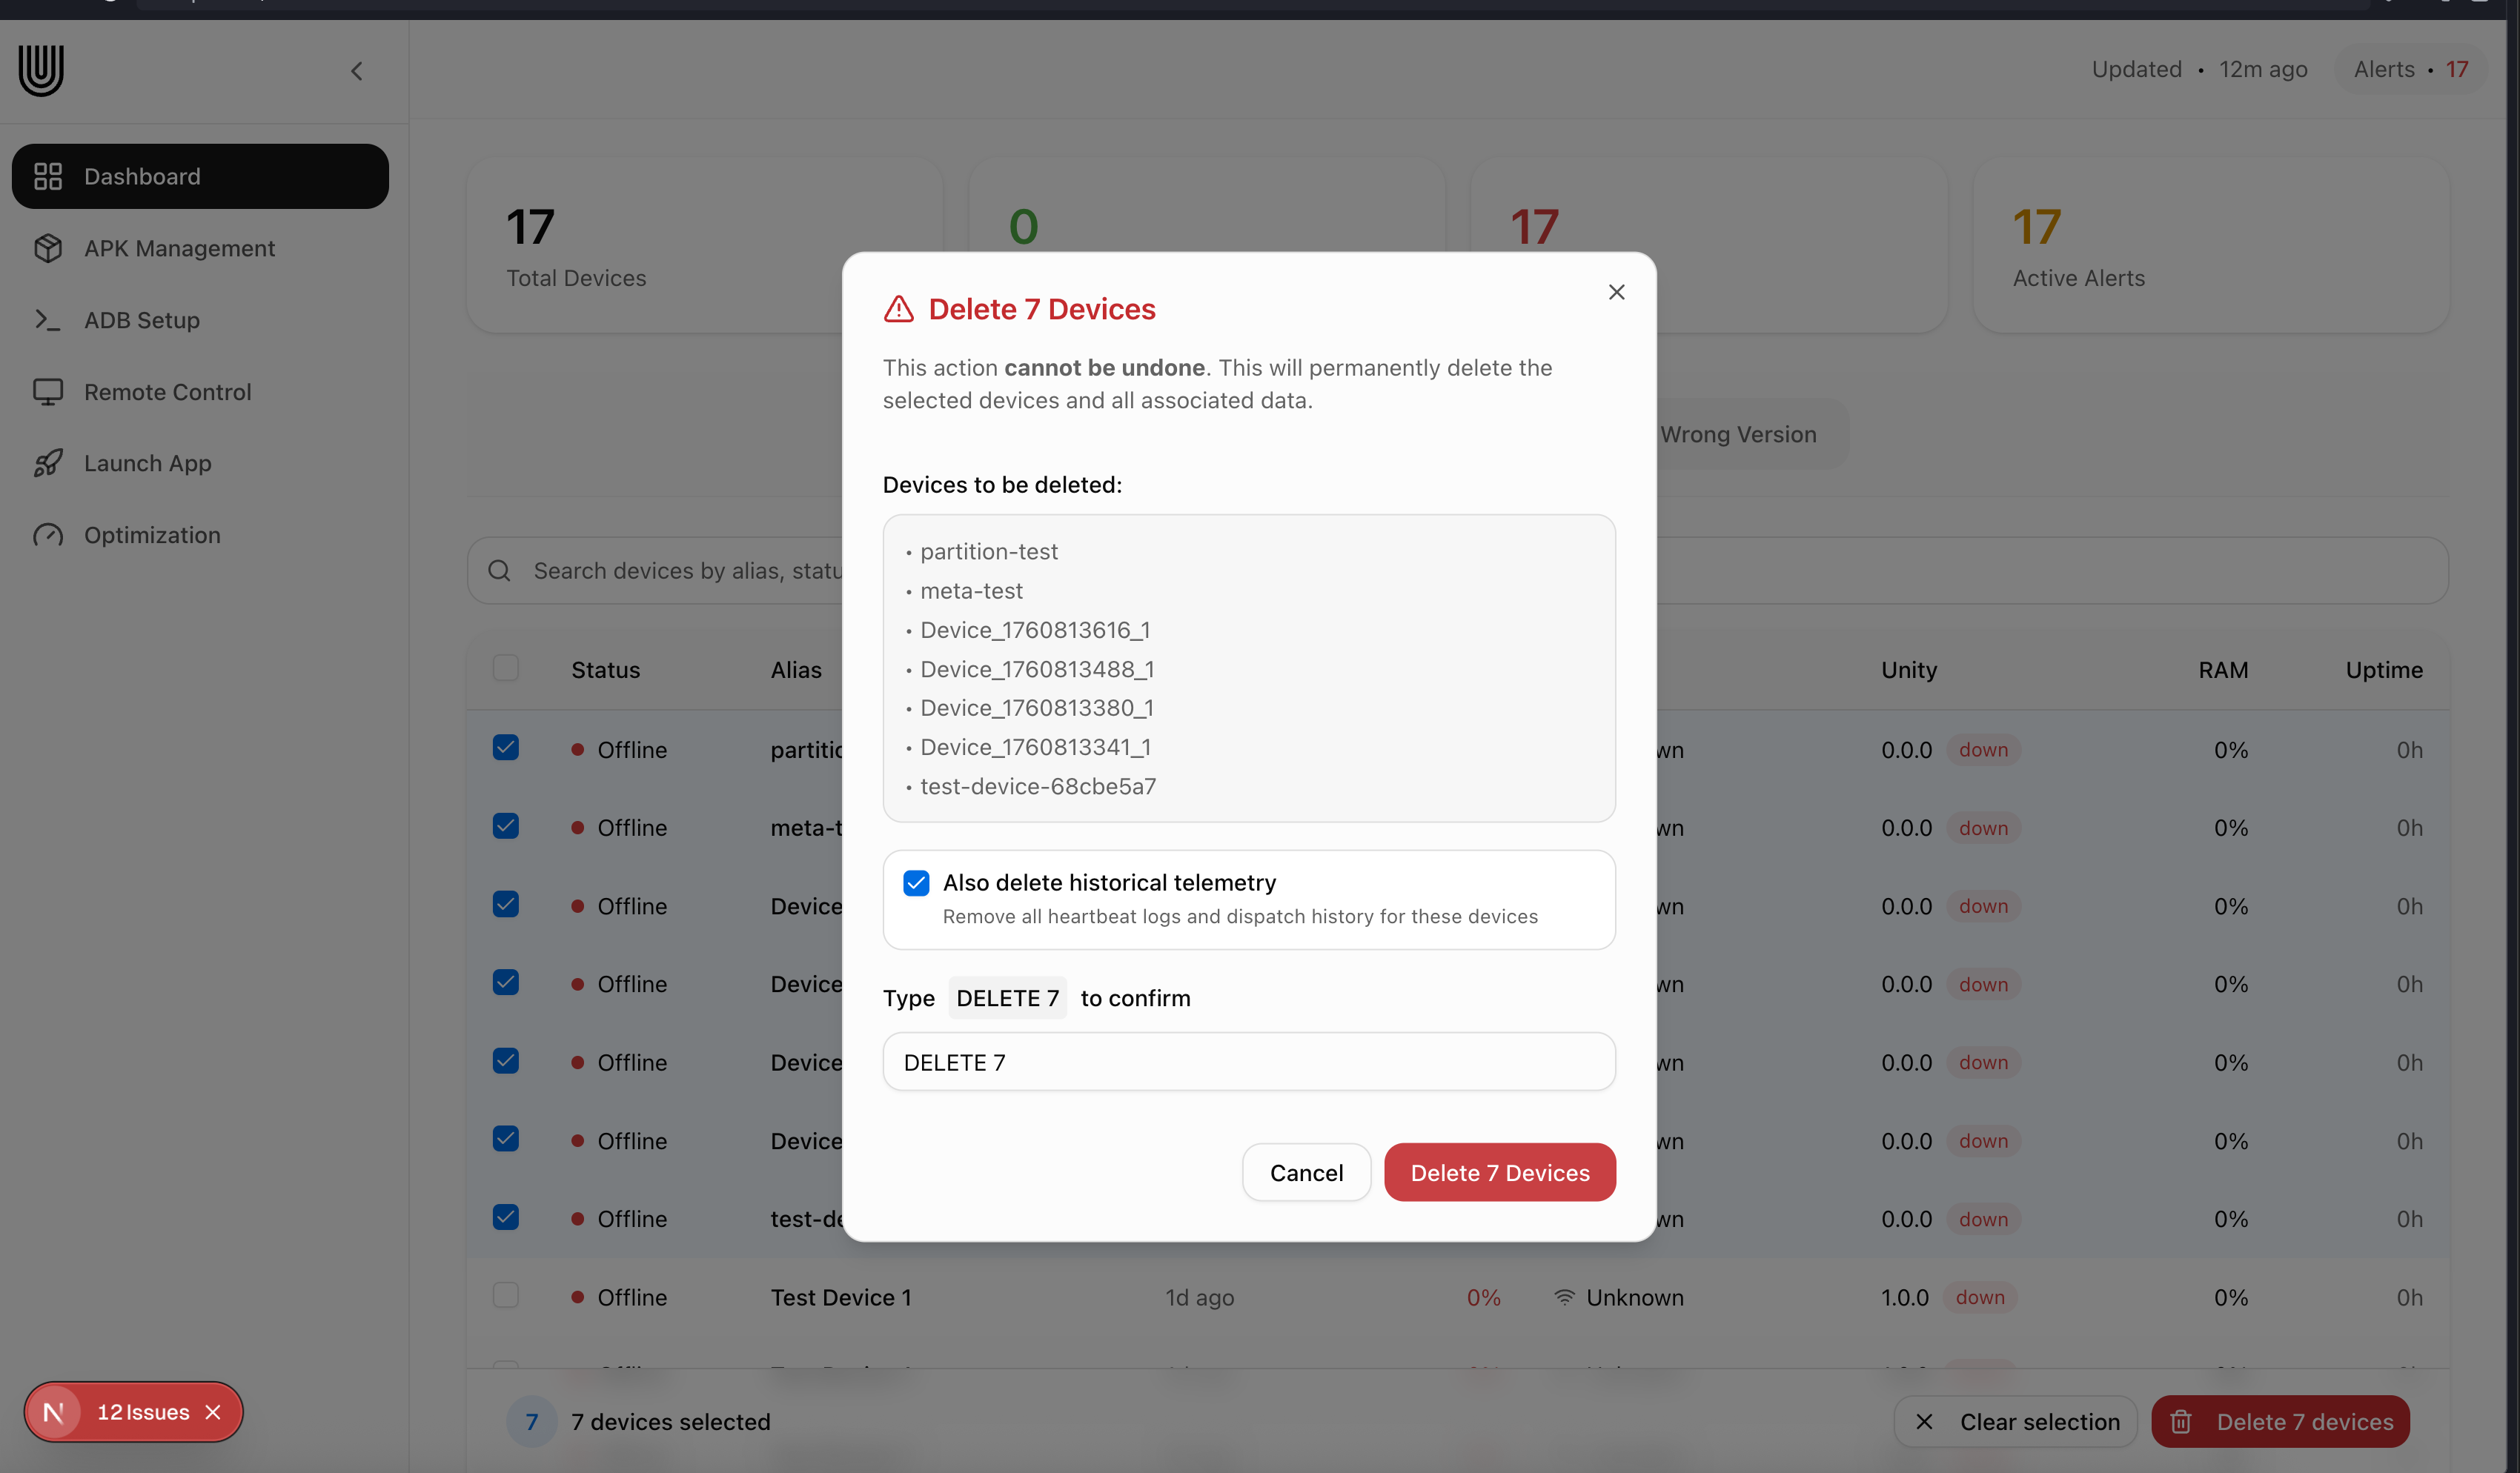 Updated • 12m ago
Alerts • 17
Dashboard
APK Management
ADB Setup
Remote Control
Launch App
Optimization
17
Total Devices
0
17
17
Active Alerts
Wrong Version
Search devices by alias, statu
Status Alias Unity RAM Uptime
Offline partitic wn 0.0.0 down 0% 0h
Offline meta-t wn 0.0.0 down 0% 0h
Offline Device wn 0.0.0 down 0% 0h
Offline Device wn 0.0.0 down 0% 0h
Offline Device wn 0.0.0 down 0% 0h
Offline Device wn 0.0.0 down 0% 0h
Offline test-de wn 0.0.0 down 0% 0h
Offline Test Device 1 1d ago 0% Unknown 1.0.0 down 0% 0h
Delete 7 Devices
This action cannot be undone. This will permanently delete the
selected devices and all associated data.
Devices to be deleted:
• partition-test
• meta-test
• Device_1760813616_1
• Device_1760813488_1
• Device_1760813380_1
• Device_1760813341_1
• test-device-68cbe5a7
Also delete historical telemetry
Remove all heartbeat logs and dispatch history for these devices
Type DELETE 7 to confirm
DELETE 7
Cancel
Delete 7 Devices
N 12 Issues
7 7 devices selected
Clear selection
Delete 7 devices